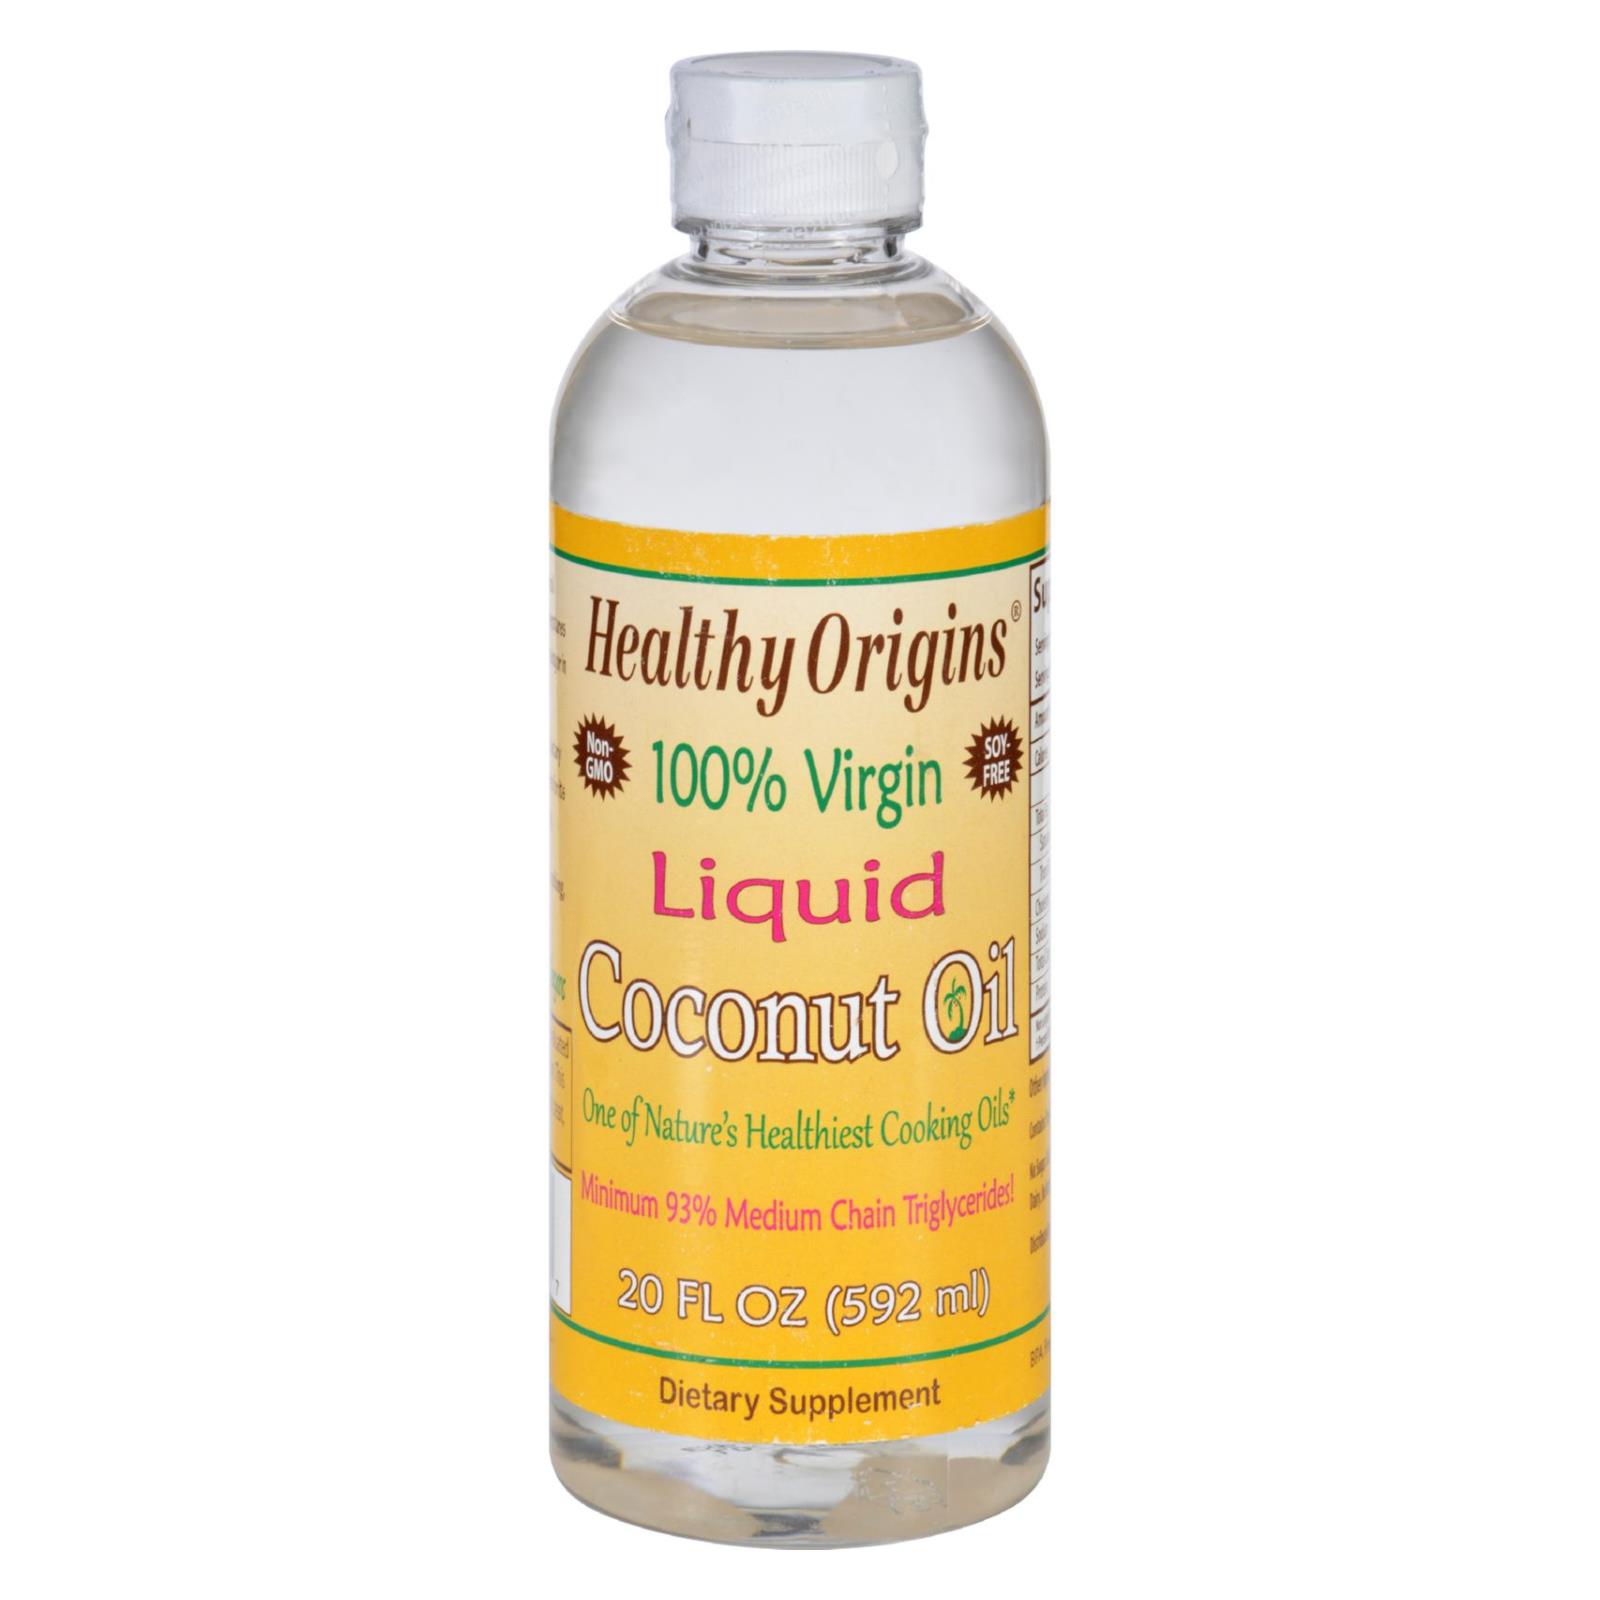 Healthy Origins®
Non-
GMO
100% Virgin
SOY-
FREE
Liquid
Coconut Oil
One of Nature's Healthiest Cooking Oils*
Minimum 93% Medium Chain Triglycerides!
20 FL OZ (592 ml)
Dietary Supplement